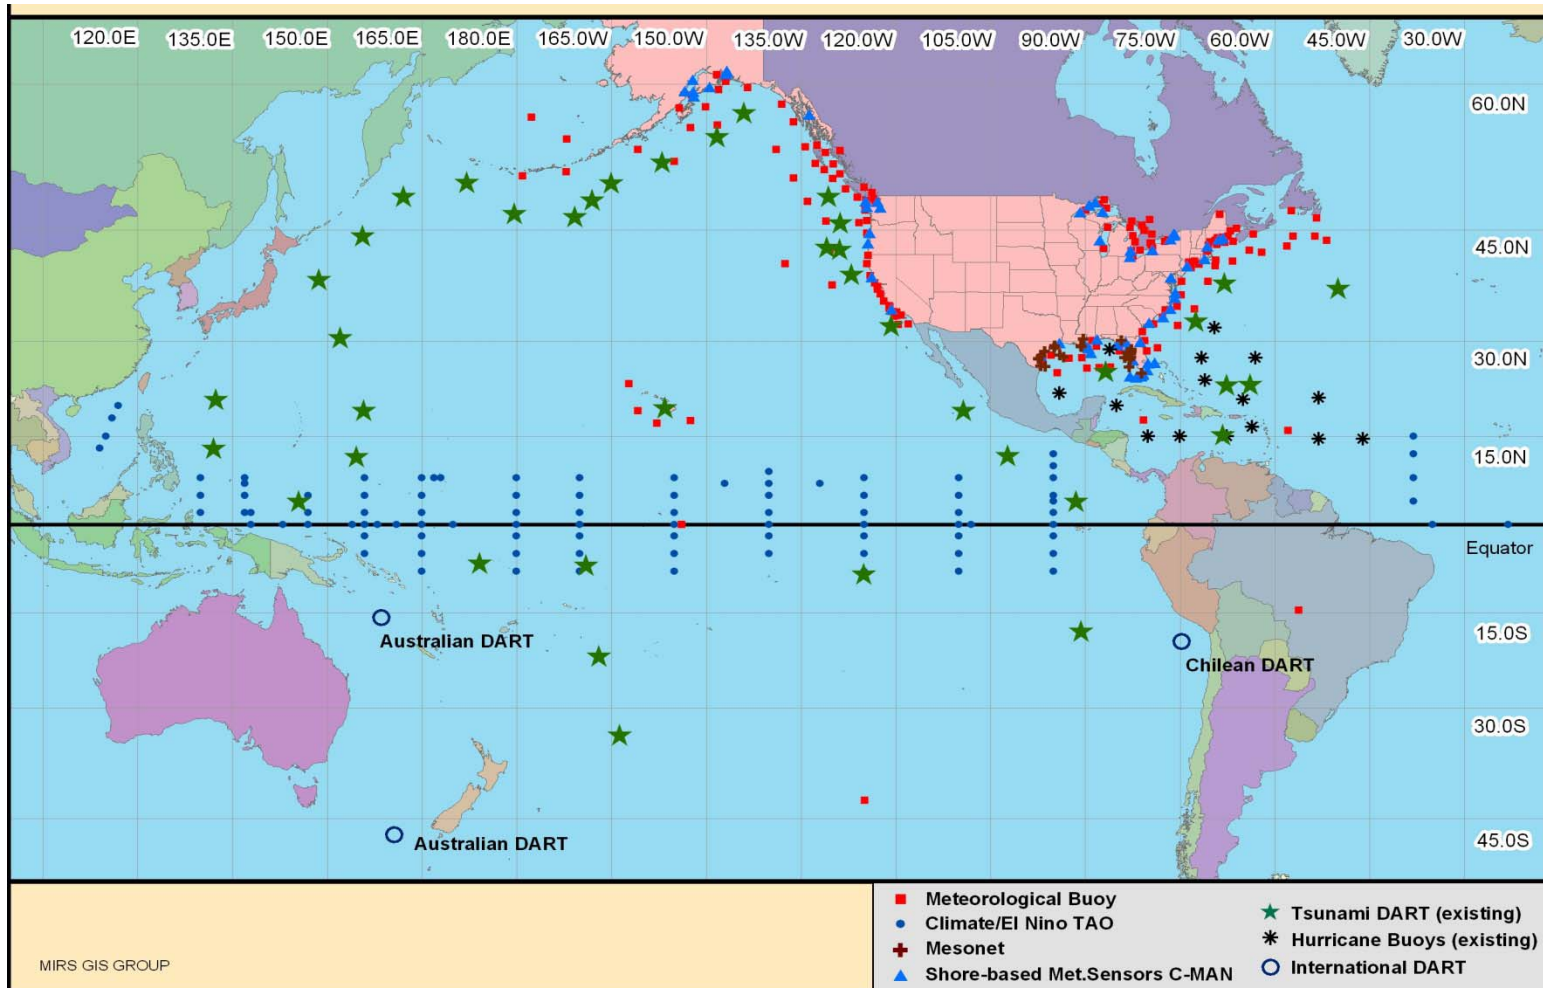 120.0E 135.0E 150.0E 165.0E 180.0E 165.0W 150.0W 135.0W 120.0W 105.0W 90.0W 75.0W 60.0W 45.0W 30.0W
60.0N
45.0N
30.0N
15.0N
Equator
Australian DART
15.0S
Chilean DART
30.0S
Australian DART
45.0S
Meteorological Buoy
Climate/El Nino TAO
Mesonet
Shore-based Met.Sensors C-MAN
Tsunami DART (existing)
Hurricane Buoys (existing)
International DART
MIRS GIS GROUP